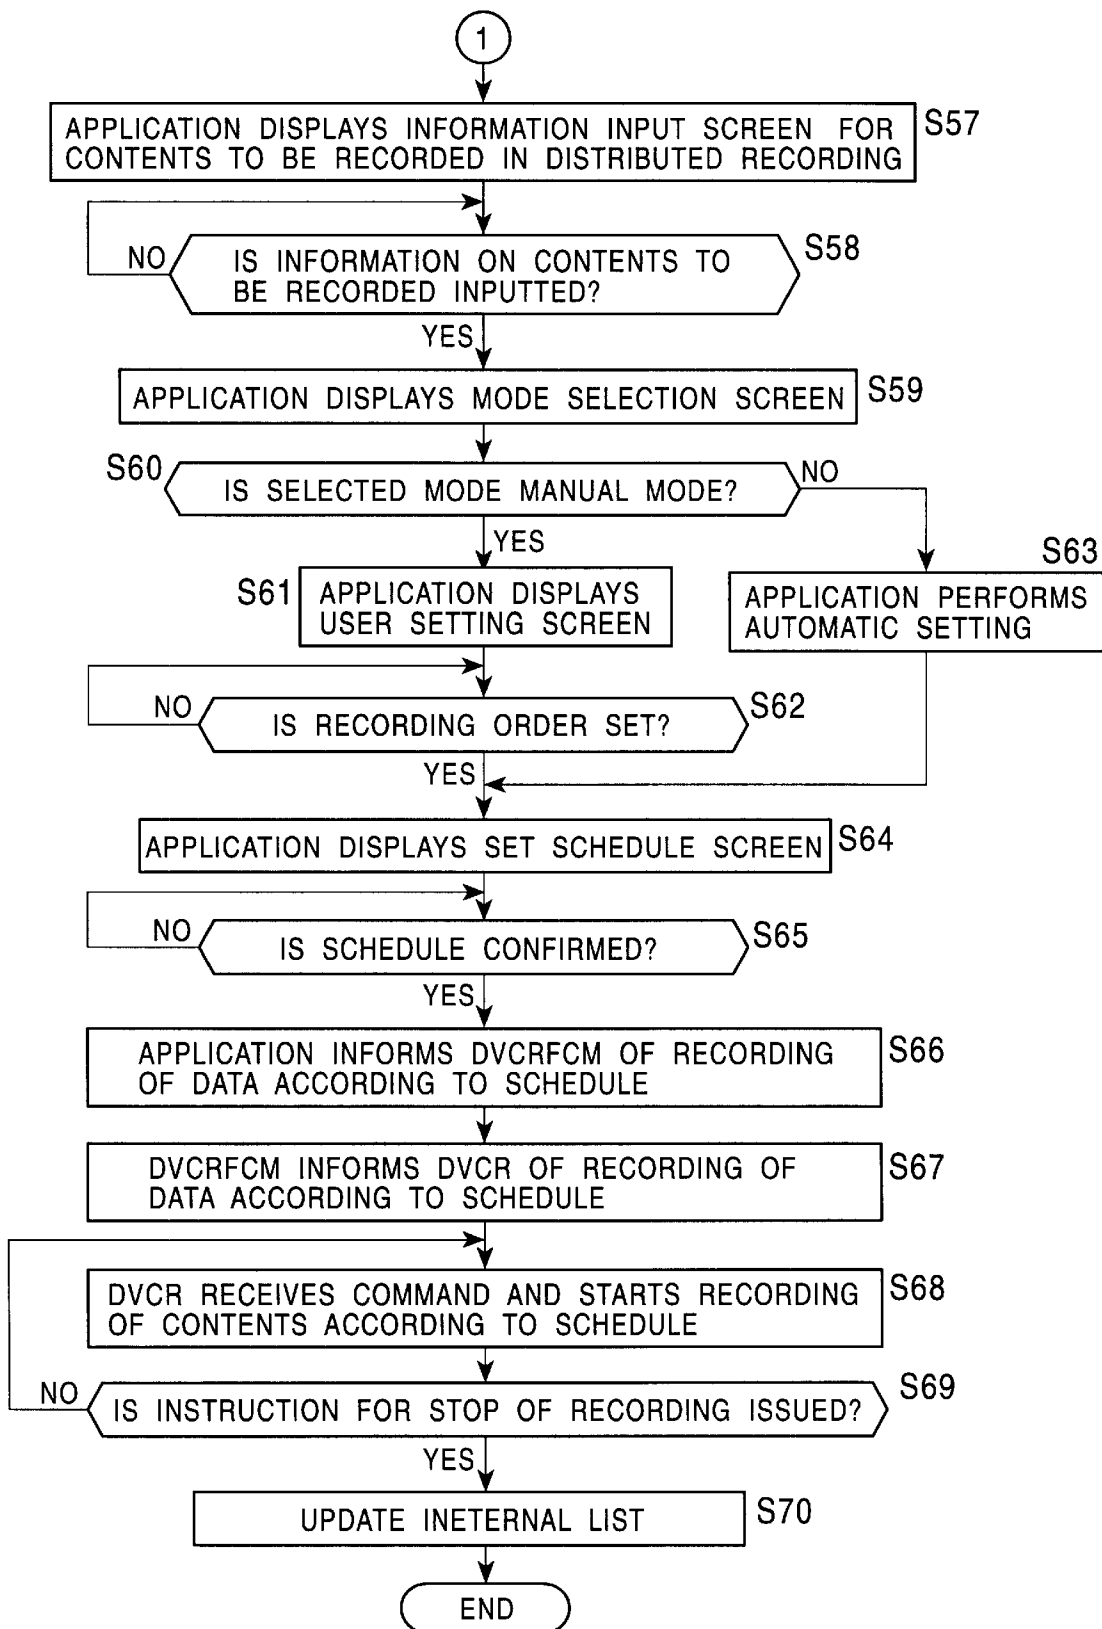 1
APPLICATION DISPLAYS INFORMATION INPUT SCREEN FOR
CONTENTS TO BE RECORDED IN DISTRIBUTED RECORDING
S57
NO
IS INFORMATION ON CONTENTS TO
BE RECORDED INPUTTED?
S58
YES
APPLICATION DISPLAYS MODE SELECTION SCREEN
S59
S60
IS SELECTED MODE MANUAL MODE?
NO
YES
S61
APPLICATION DISPLAYS
USER SETTING SCREEN
S63
APPLICATION PERFORMS
AUTOMATIC SETTING
NO
IS RECORDING ORDER SET?
S62
YES
APPLICATION DISPLAYS SET SCHEDULE SCREEN
S64
NO
IS SCHEDULE CONFIRMED?
S65
YES
APPLICATION INFORMS DVCRFCM OF RECORDING
OF DATA ACCORDING TO SCHEDULE
S66
DVCRFCM INFORMS DVCR OF RECORDING OF
DATA ACCORDING TO SCHEDULE
S67
DVCR RECEIVES COMMAND AND STARTS RECORDING
OF CONTENTS ACCORDING TO SCHEDULE
S68
NO
IS INSTRUCTION FOR STOP OF RECORDING ISSUED?
S69
YES
UPDATE INETERNAL LIST
S70
END